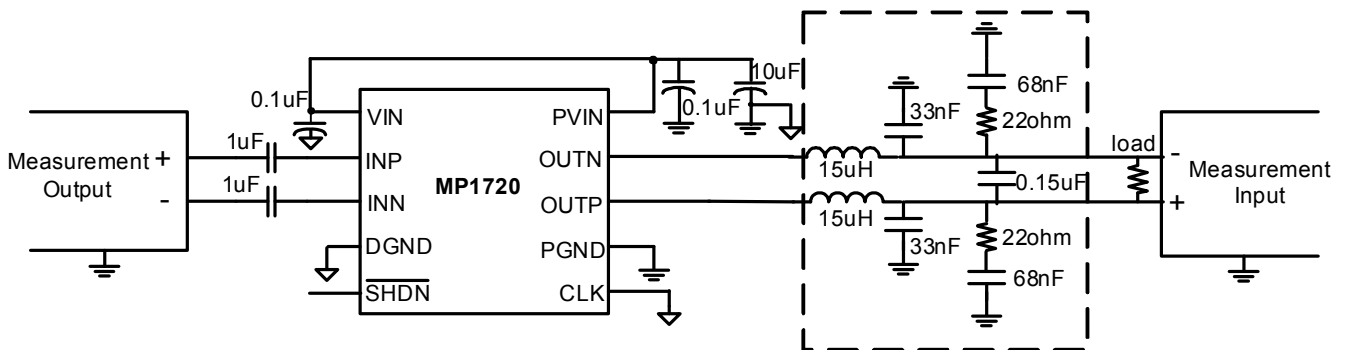 10uF
0.1uF
0.1uF
VIN
PVIN
68nF
33nF
22ohm
1uF
load
Measurement
Output
+
-
INP
OUTN
15uH
-
+
Measurement
Input
MP1720
0.15uF
1uF
INN
OUTP
15uH
33nF
22ohm
DGND
PGND
68nF
SHDN
CLK